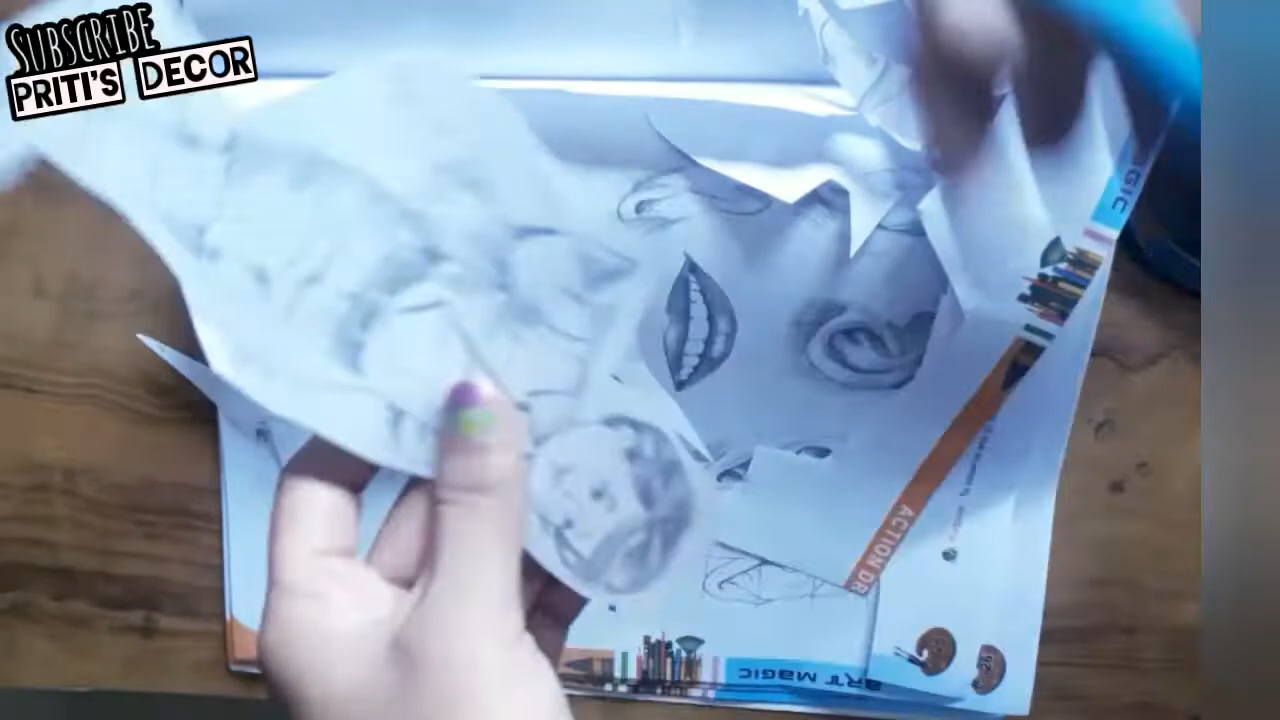 SUBSCRIBE
PRITI'S DECOR
GIC
ACTION DR
ART MAGIC